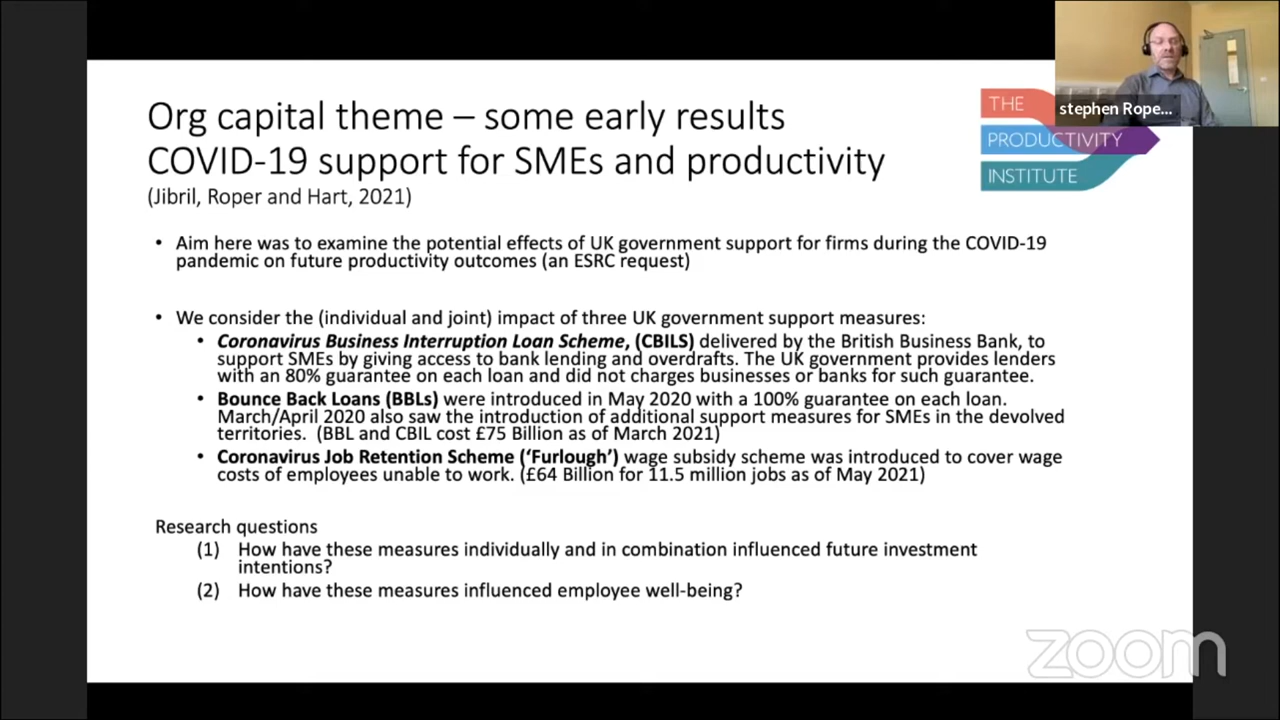 Org capital theme – some early results
COVID-19 support for SMEs and productivity
(Jibril, Roper and Hart, 2021)
THE
PRODUCTIVITY
INSTITUTE
stephen Rope...
• Aim here was to examine the potential effects of UK government support for firms during the COVID-19
pandemic on future productivity outcomes (an ESRC request)
• We consider the (individual and joint) impact of three UK government support measures:
• Coronavirus Business Interruption Loan Scheme, (CBILS) delivered by the British Business Bank, to
support SMEs by giving access to bank lending and overdrafts. The UK government provides lenders
with an 80% guarantee on each loan and did not charges businesses or banks for such guarantee.
• Bounce Back Loans (BBLs) were introduced in May 2020 with a 100% guarantee on each loan.
March/April 2020 also saw the introduction of additional support measures for SMEs in the devolved
territories. (BBL and CBIL cost £75 Billion as of March 2021)
• Coronavirus Job Retention Scheme (‘Furlough’) wage subsidy scheme was introduced to cover wage
costs of employees unable to work. (£64 Billion for 11.5 million jobs as of May 2021)
Research questions
(1) How have these measures individually and in combination influenced future investment
intentions?
(2) How have these measures influenced employee well-being?
zoom